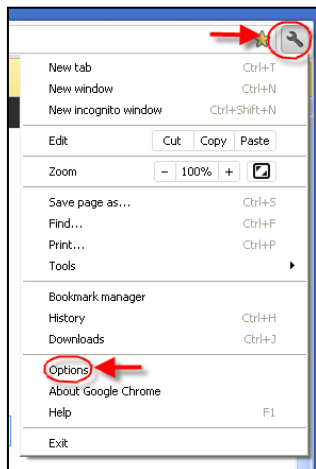 New tab Ctrl+T
New window Ctrl+N
New incognito window Ctrl+Shift+N
Edit Cut Copy Paste
Zoom - 100% +
Save page as... Ctrl+S
Find... Ctrl+F
Print... Ctrl+P
Tools
Bookmark manager
History Ctrl+H
Downloads Ctrl+J
Options
About Google Chrome
Help F1
Exit